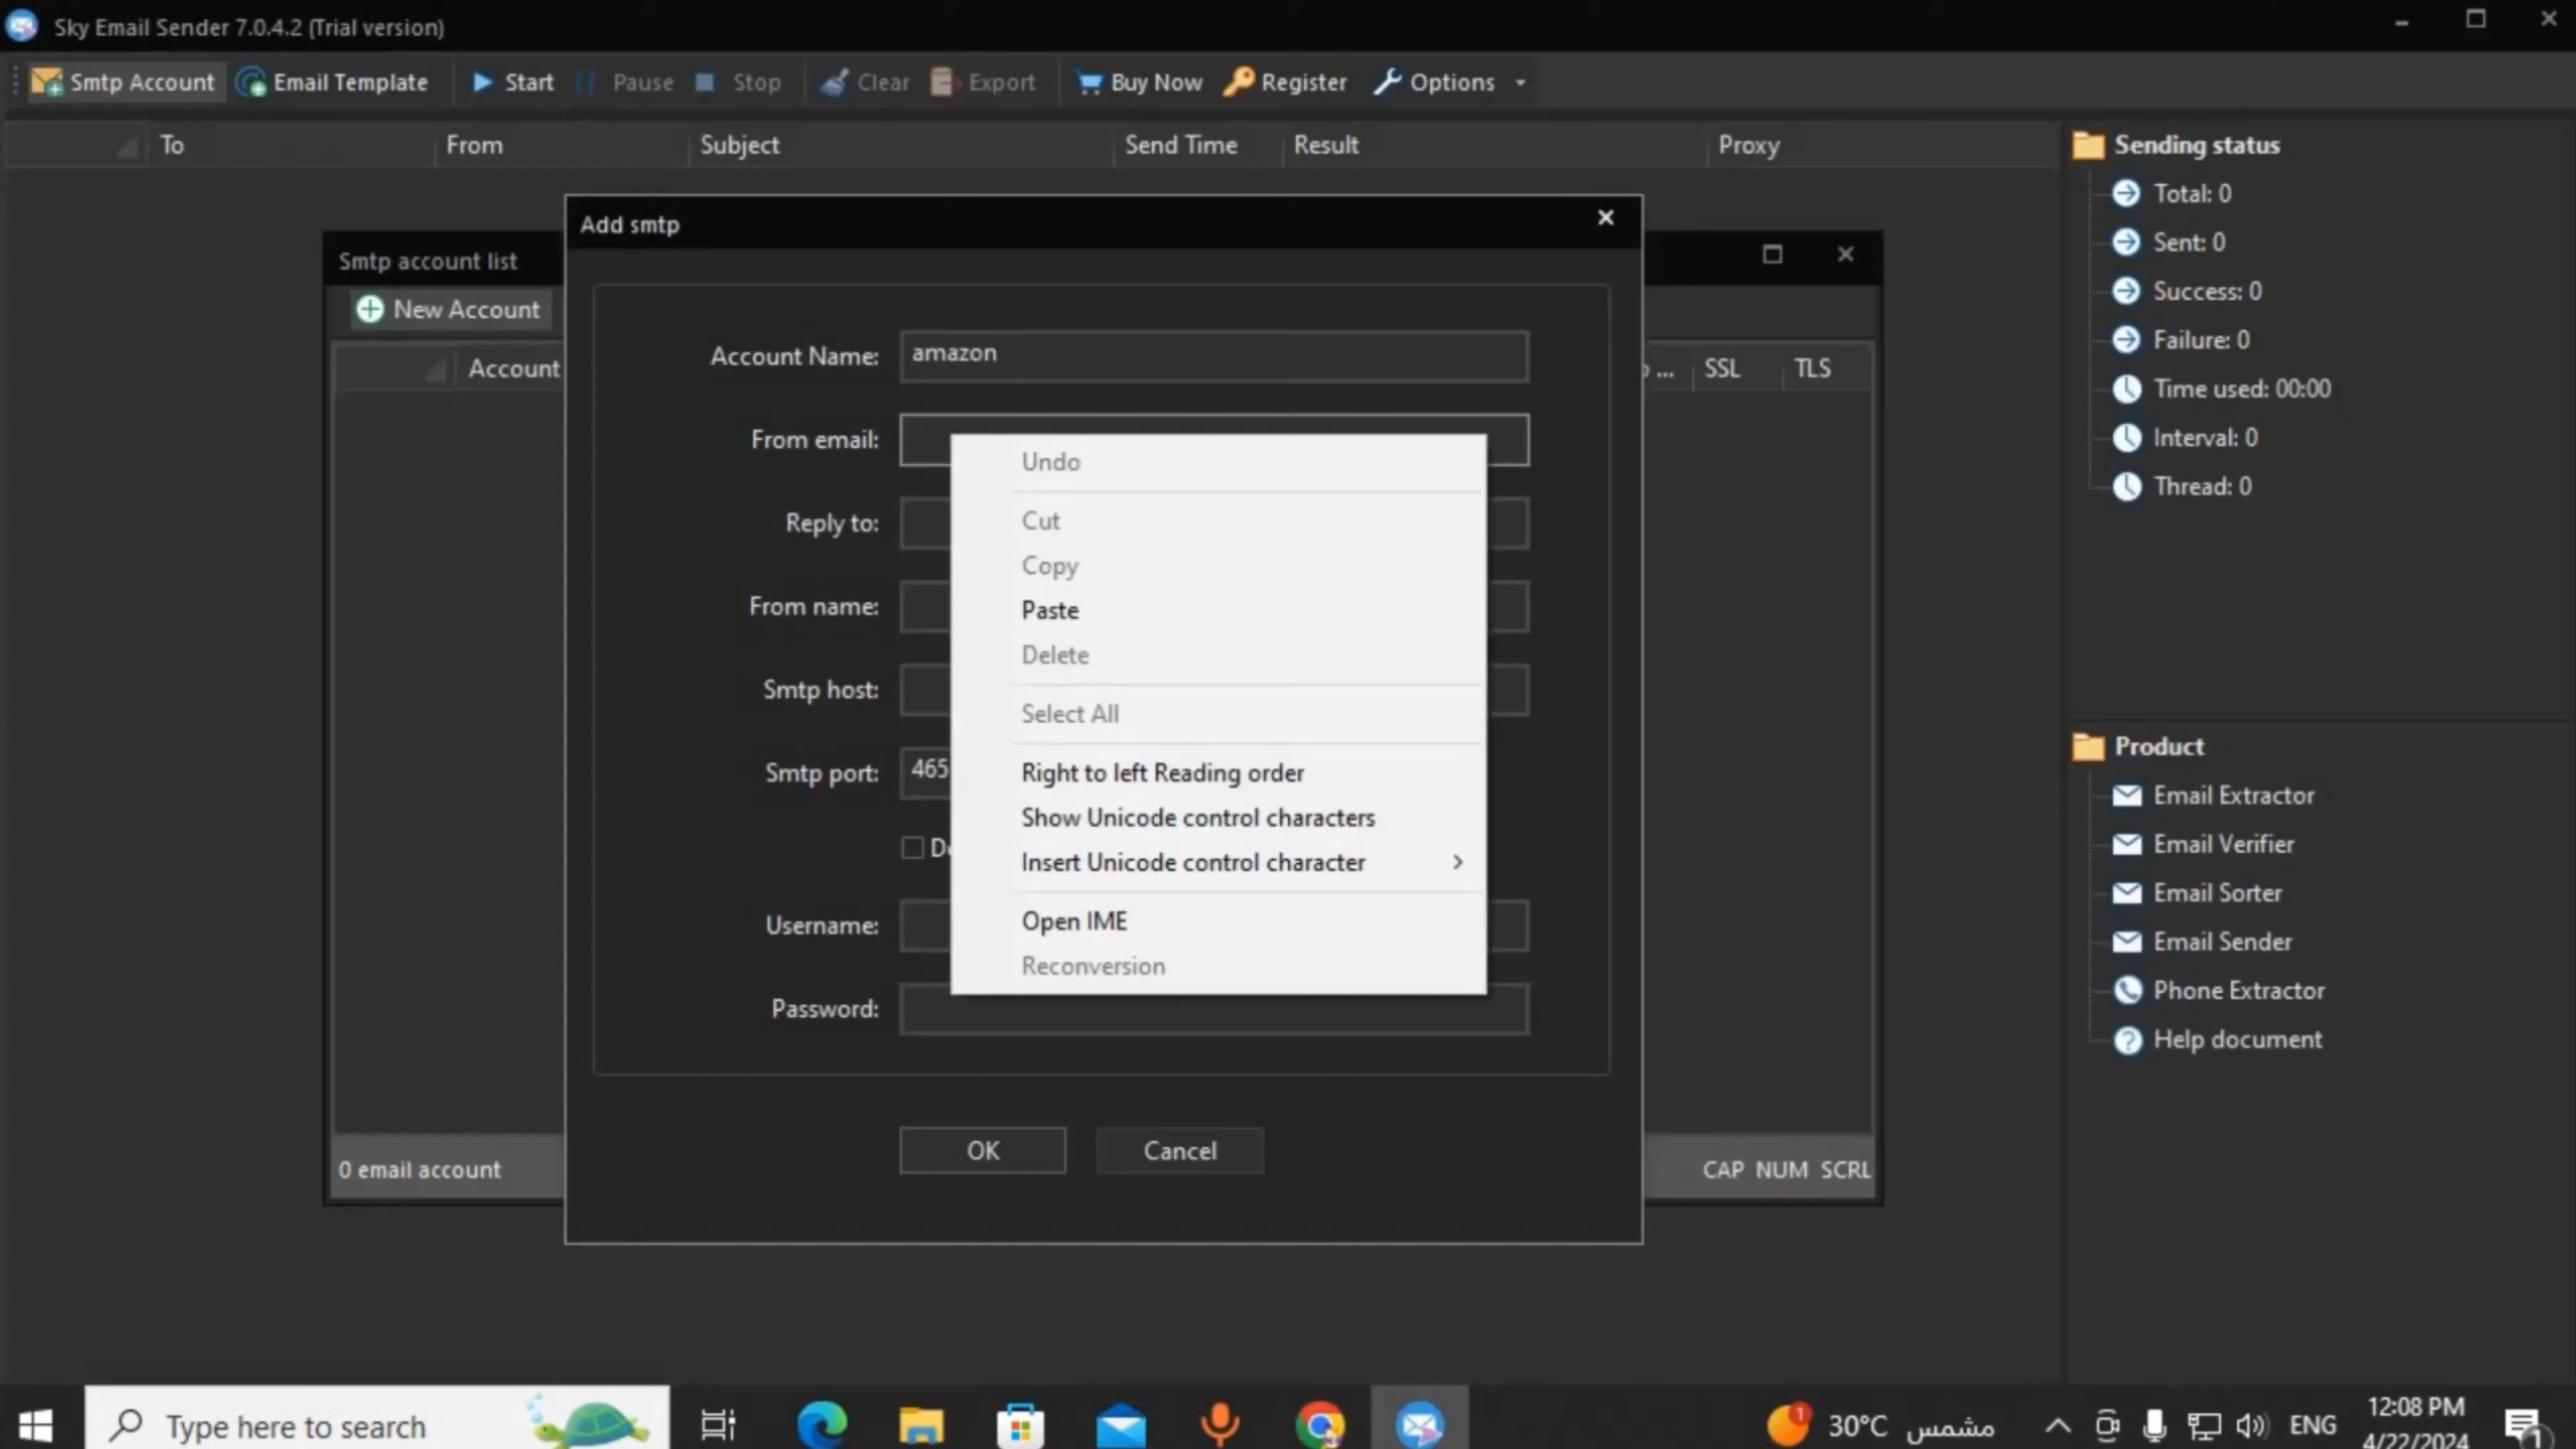 Sky Email Sender 7.0.4.2 (Trial version)
Smtp Account Email Template Start Pause Stop Clear Export Buy Now Register Options
To From Subject Send Time Result Proxy
Sending status
Total: 0
Sent: 0
Success: 0
Failure: 0
Time used: 00:00
Interval: 0
Thread: 0
Product
Email Extractor
Email Verifier
Email Sorter
Email Sender
Phone Extractor
Help document
Smtp account list
New Account
Account
... SSL TLS
0 email account
CAP NUM SCRL
Add smtp
Account Name: amazon
From email:
Reply to:
From name:
Smtp host:
Smtp port: 465
Username:
Password:
OK Cancel
Undo
Cut
Copy
Paste
Delete
Select All
Right to left Reading order
Show Unicode control characters
Insert Unicode control character
Open IME
Reconversion
Type here to search
1
30°C مشمس
ENG
12:08 PM
4/22/2024
1